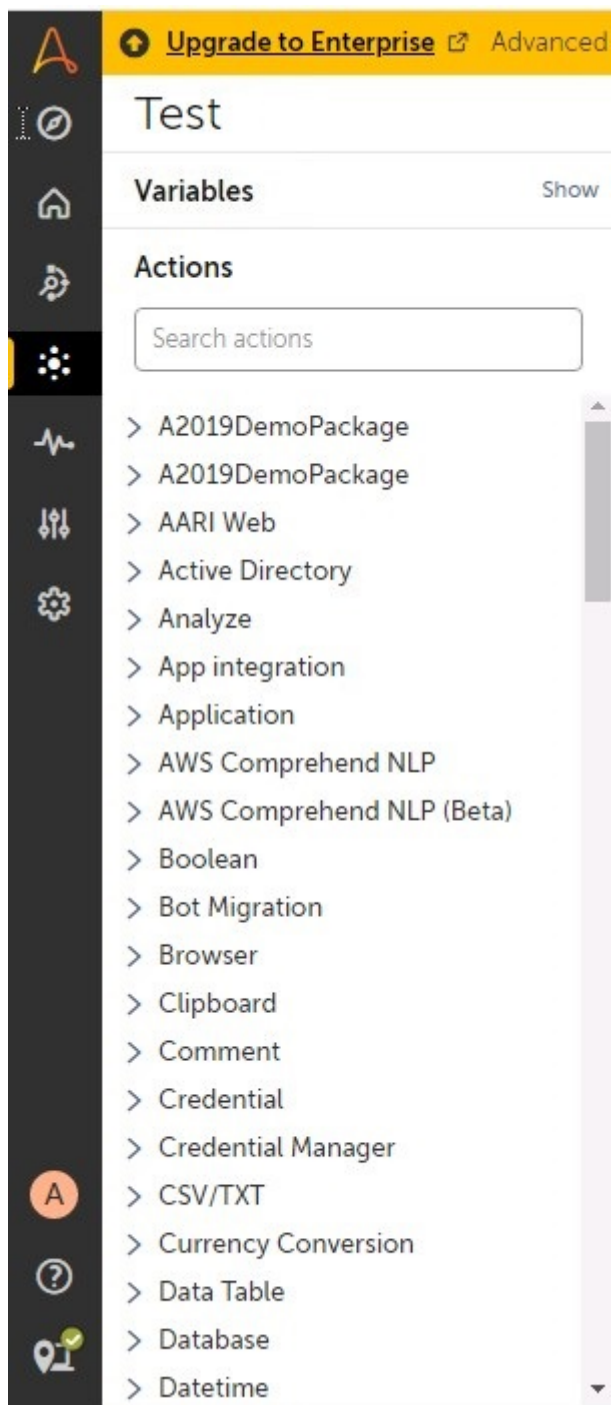 Upgrade to Enterprise Advanced
Test
Variables Show
Actions
Search actions
A2019DemoPackage
A2019DemoPackage
AARI Web
Active Directory
Analyze
App integration
Application
AWS Comprehend NLP
AWS Comprehend NLP (Beta)
Boolean
Bot Migration
Browser
Clipboard
Comment
Credential
Credential Manager
CSV/TXT
Currency Conversion
Data Table
Database
Datetime
A